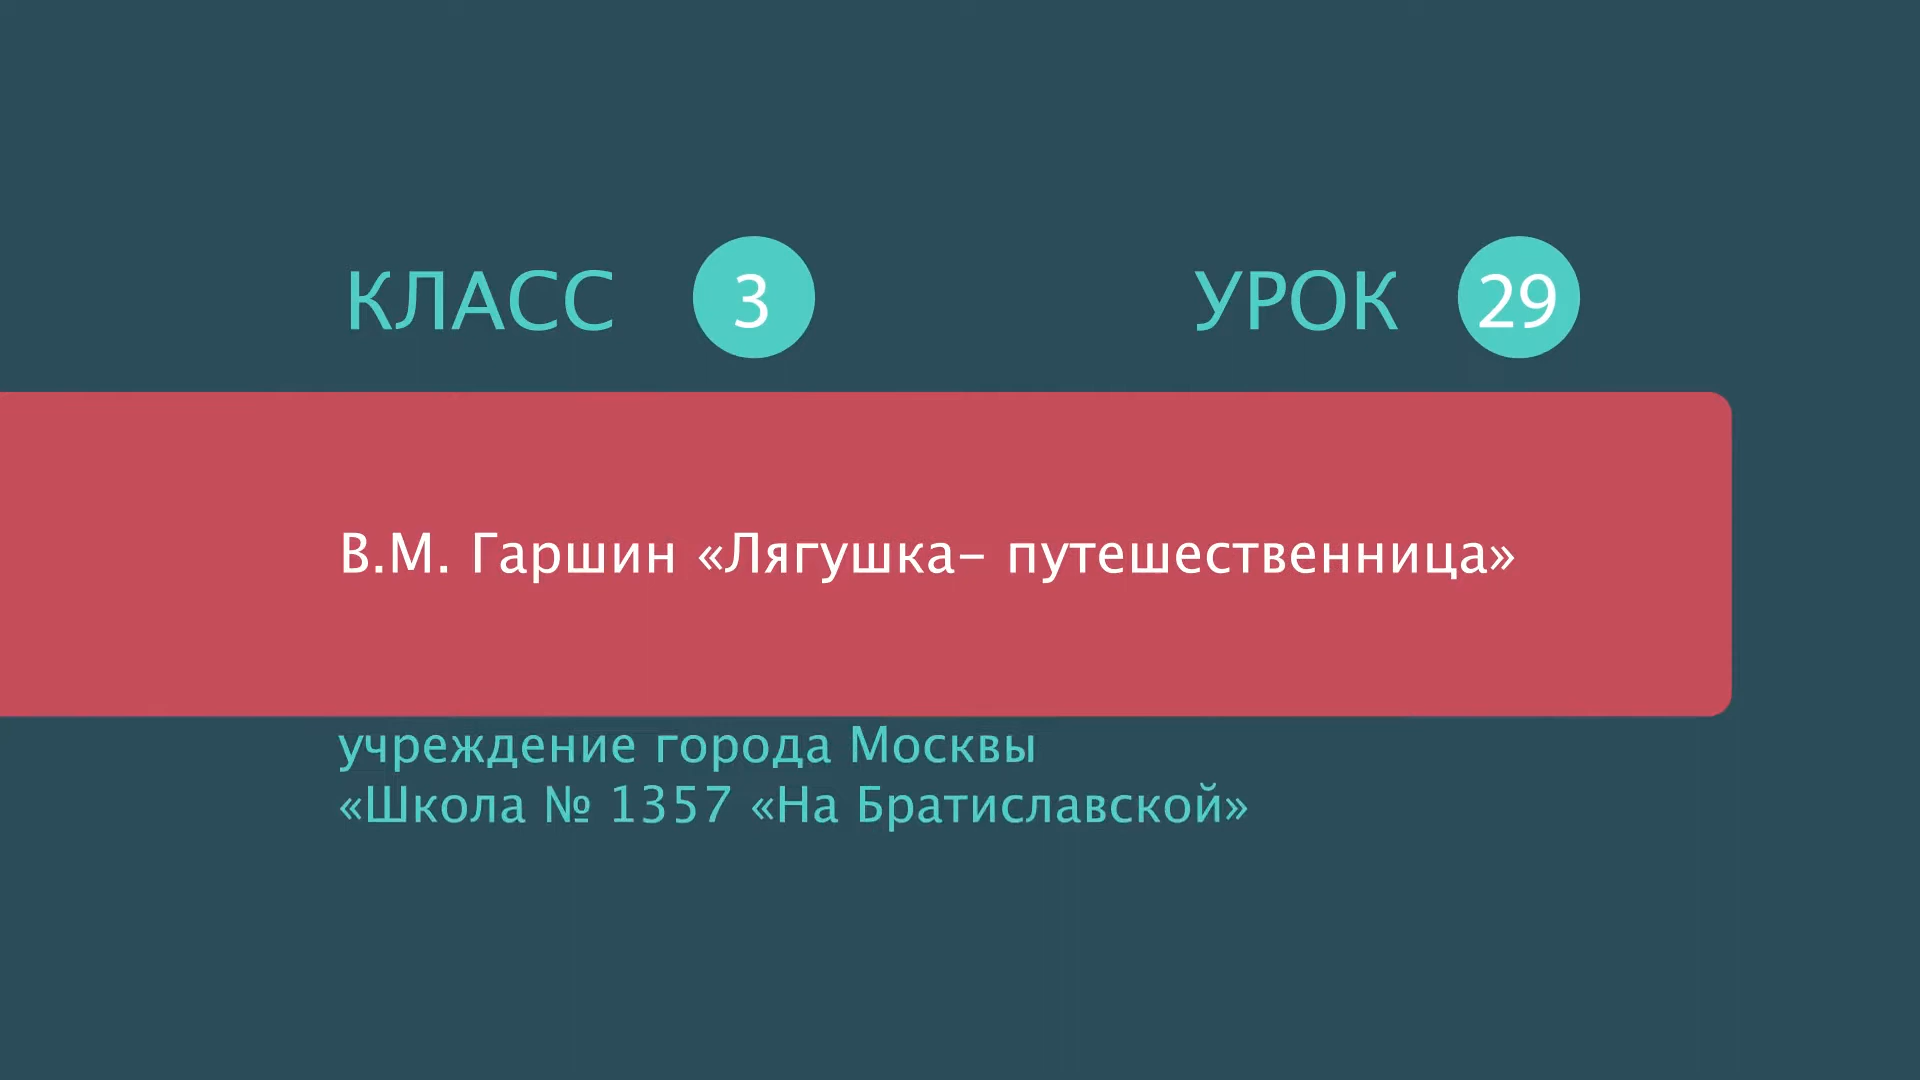 КЛАСС 3 УРОК 29
В.М. Гаршин «Лягушка– путешественница»
учреждение города Москвы
«Школа № 1357 «На Братиславской»